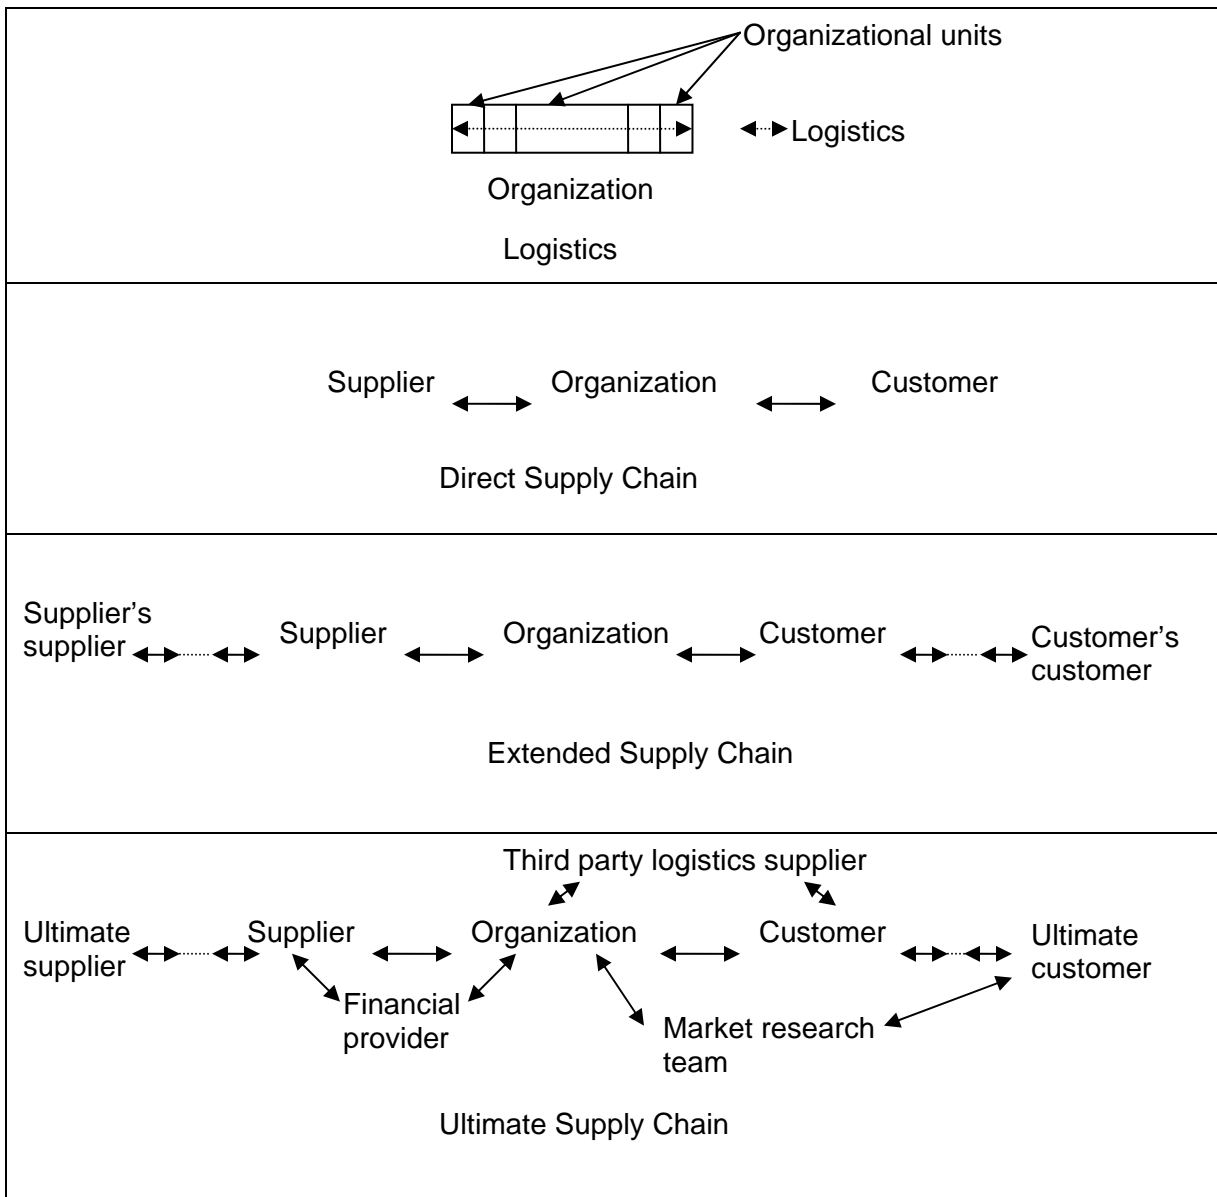 Organizational units
Logistics
Organization
Logistics
Supplier Organization Customer
Direct Supply Chain
Supplier’s
supplier
Supplier Organization Customer
Customer’s
customer
Extended Supply Chain
Third party logistics supplier
Ultimate
supplier
Supplier Organization Customer
Ultimate
customer
Financial
provider
Market research
team
Ultimate Supply Chain